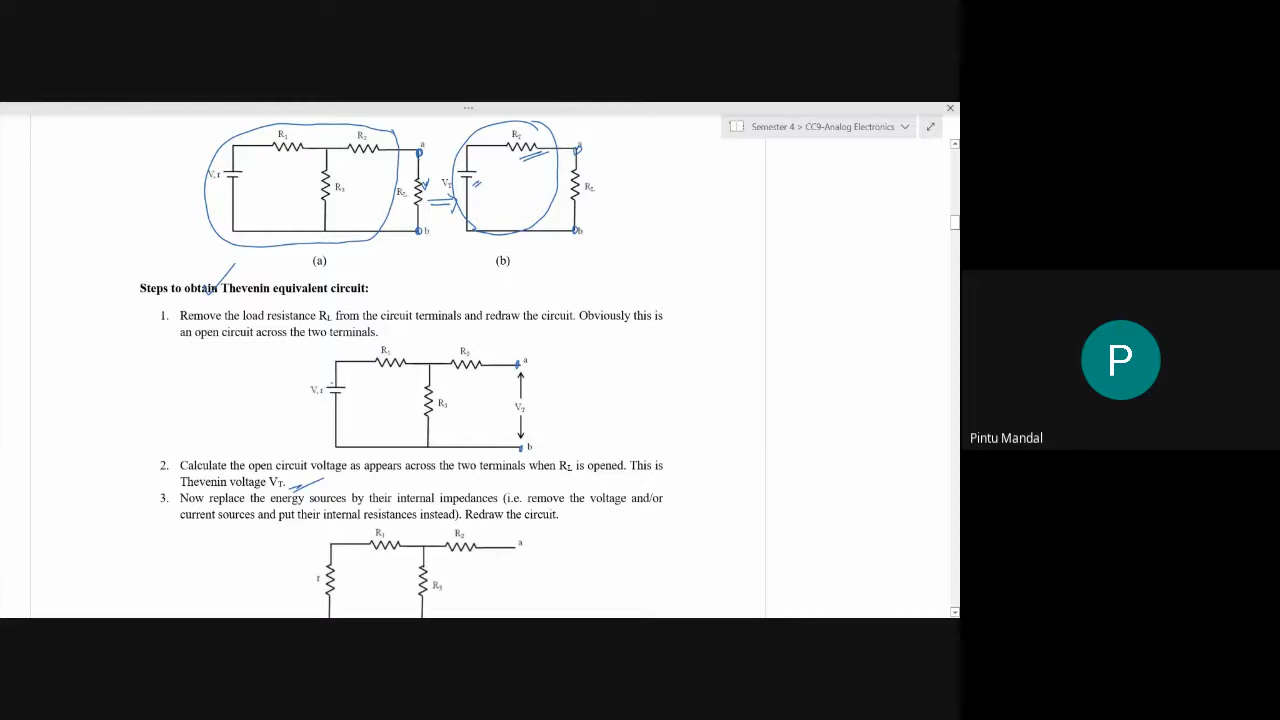 ...
Semester 4 > CC9-Analog Electronics
R1 R2 a
V, r R3 RL b
RT a
VT RL b
(a) (b)
Steps to obtain Thevenin equivalent circuit:
1. Remove the load resistance RL from the circuit terminals and redraw the circuit. Obviously this is
an open circuit across the two terminals.
R1 R2 a
V, r R3 VT
b
2. Calculate the open circuit voltage as appears across the two terminals when RL is opened. This is
Thevenin voltage VT.
3. Now replace the energy sources by their internal impedances (i.e. remove the voltage and/or
current sources and put their internal resistances instead). Redraw the circuit.
R1 R2 a
r R3
P
Pintu Mandal